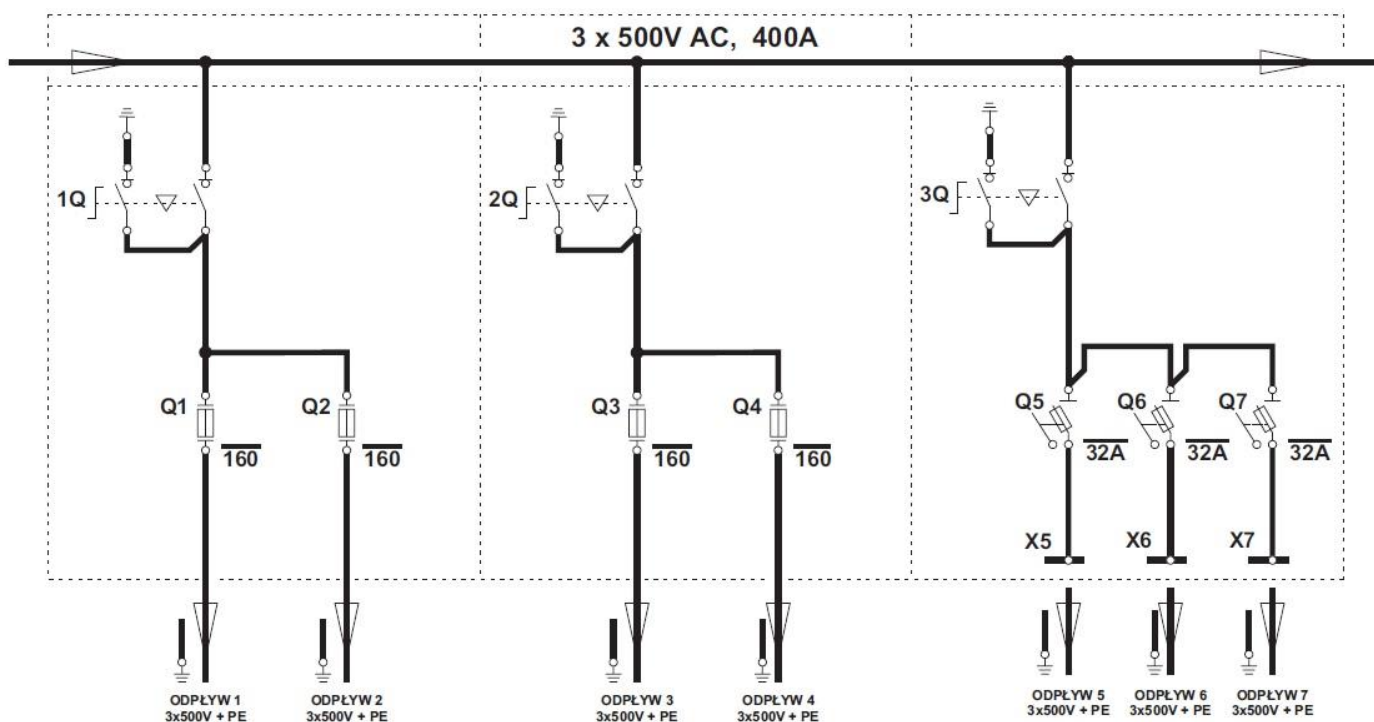 3 x 500V AC, 400A
1Q
2Q
3Q
Q1
Q2
Q3
Q4
Q5
Q6
Q7
160
160
160
160
32A
32A
32A
X5
X6
X7
ODPŁYW 1
3x500V + PE
ODPŁYW 2
3x500V + PE
ODPŁYW 3
3x500V + PE
ODPŁYW 4
3x500V + PE
ODPŁYW 5
3x500V + PE
ODPŁYW 6
3x500V + PE
ODPŁYW 7
3x500V + PE